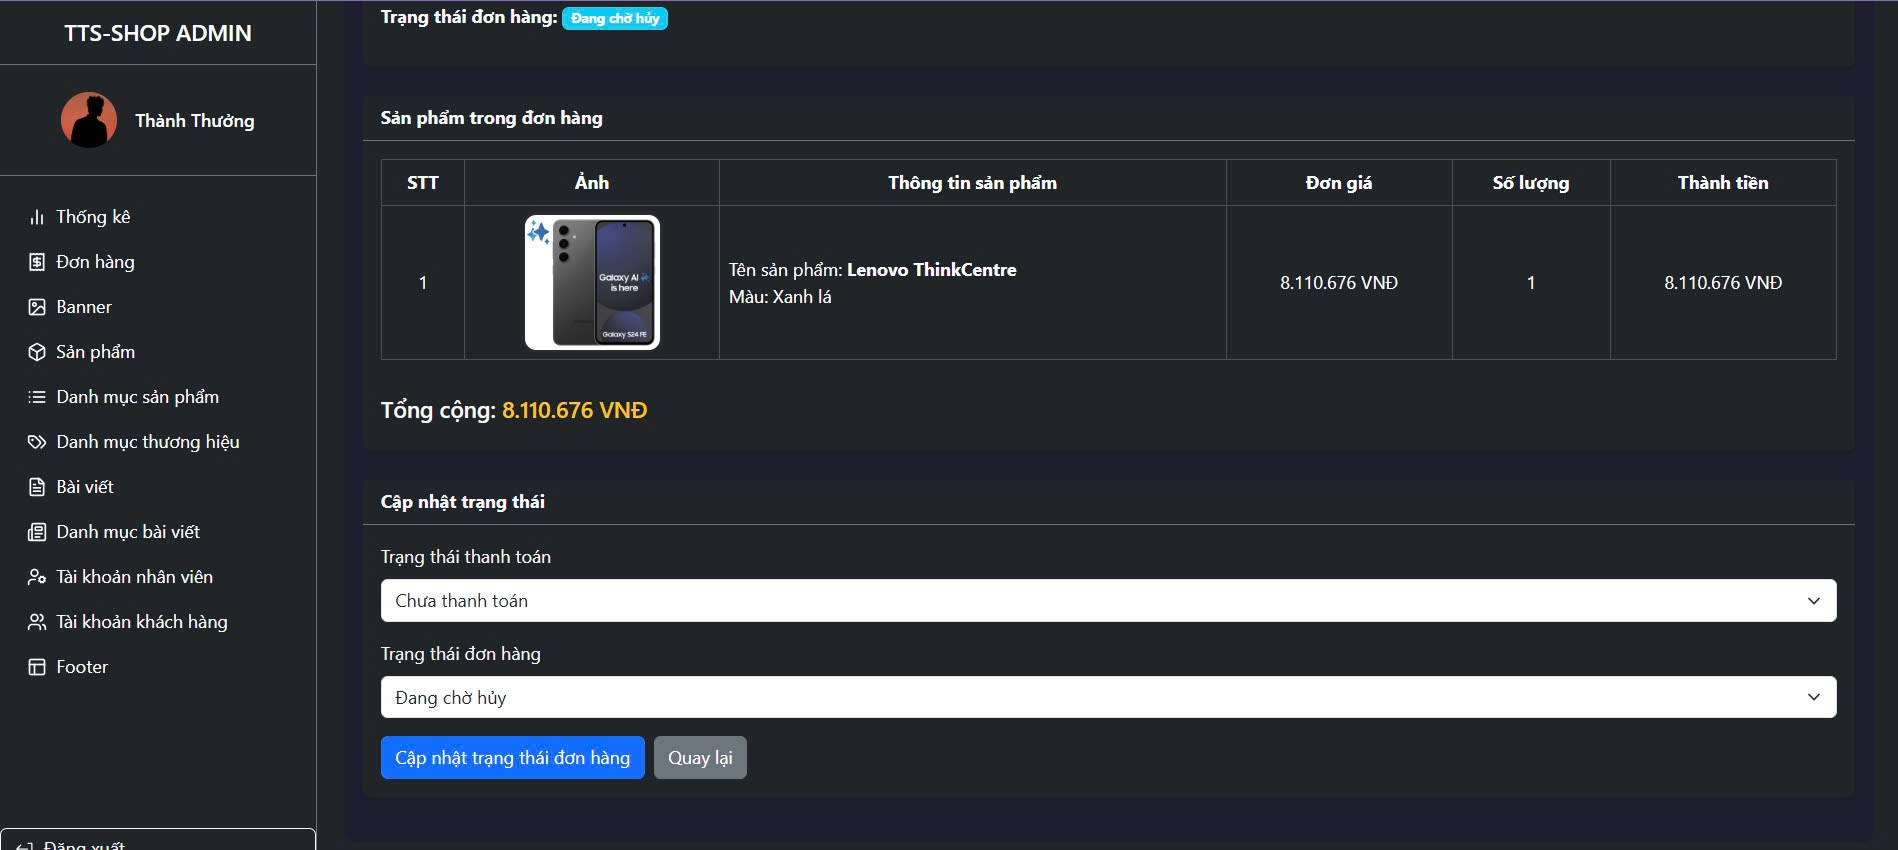 TTS-SHOP ADMIN
Thành Thưởng
Thống kê
Đơn hàng
Banner
Sản phẩm
Danh mục sản phẩm
Danh mục thương hiệu
Bài viết
Danh mục bài viết
Tài khoản nhân viên
Tài khoản khách hàng
Footer
Đăng xuất
Trạng thái đơn hàng: Đang chờ hủy
Sản phẩm trong đơn hàng
STT Ảnh Thông tin sản phẩm Đơn giá Số lượng Thành tiền
1
Galaxy AI
is here
Galaxy S24 FE
Tên sản phẩm: Lenovo ThinkCentre
Màu: Xanh lá
8.110.676 VNĐ 1 8.110.676 VNĐ
Tổng cộng: 8.110.676 VNĐ
Cập nhật trạng thái
Trạng thái thanh toán
Chưa thanh toán
Trạng thái đơn hàng
Đang chờ hủy
Cập nhật trạng thái đơn hàng Quay lại